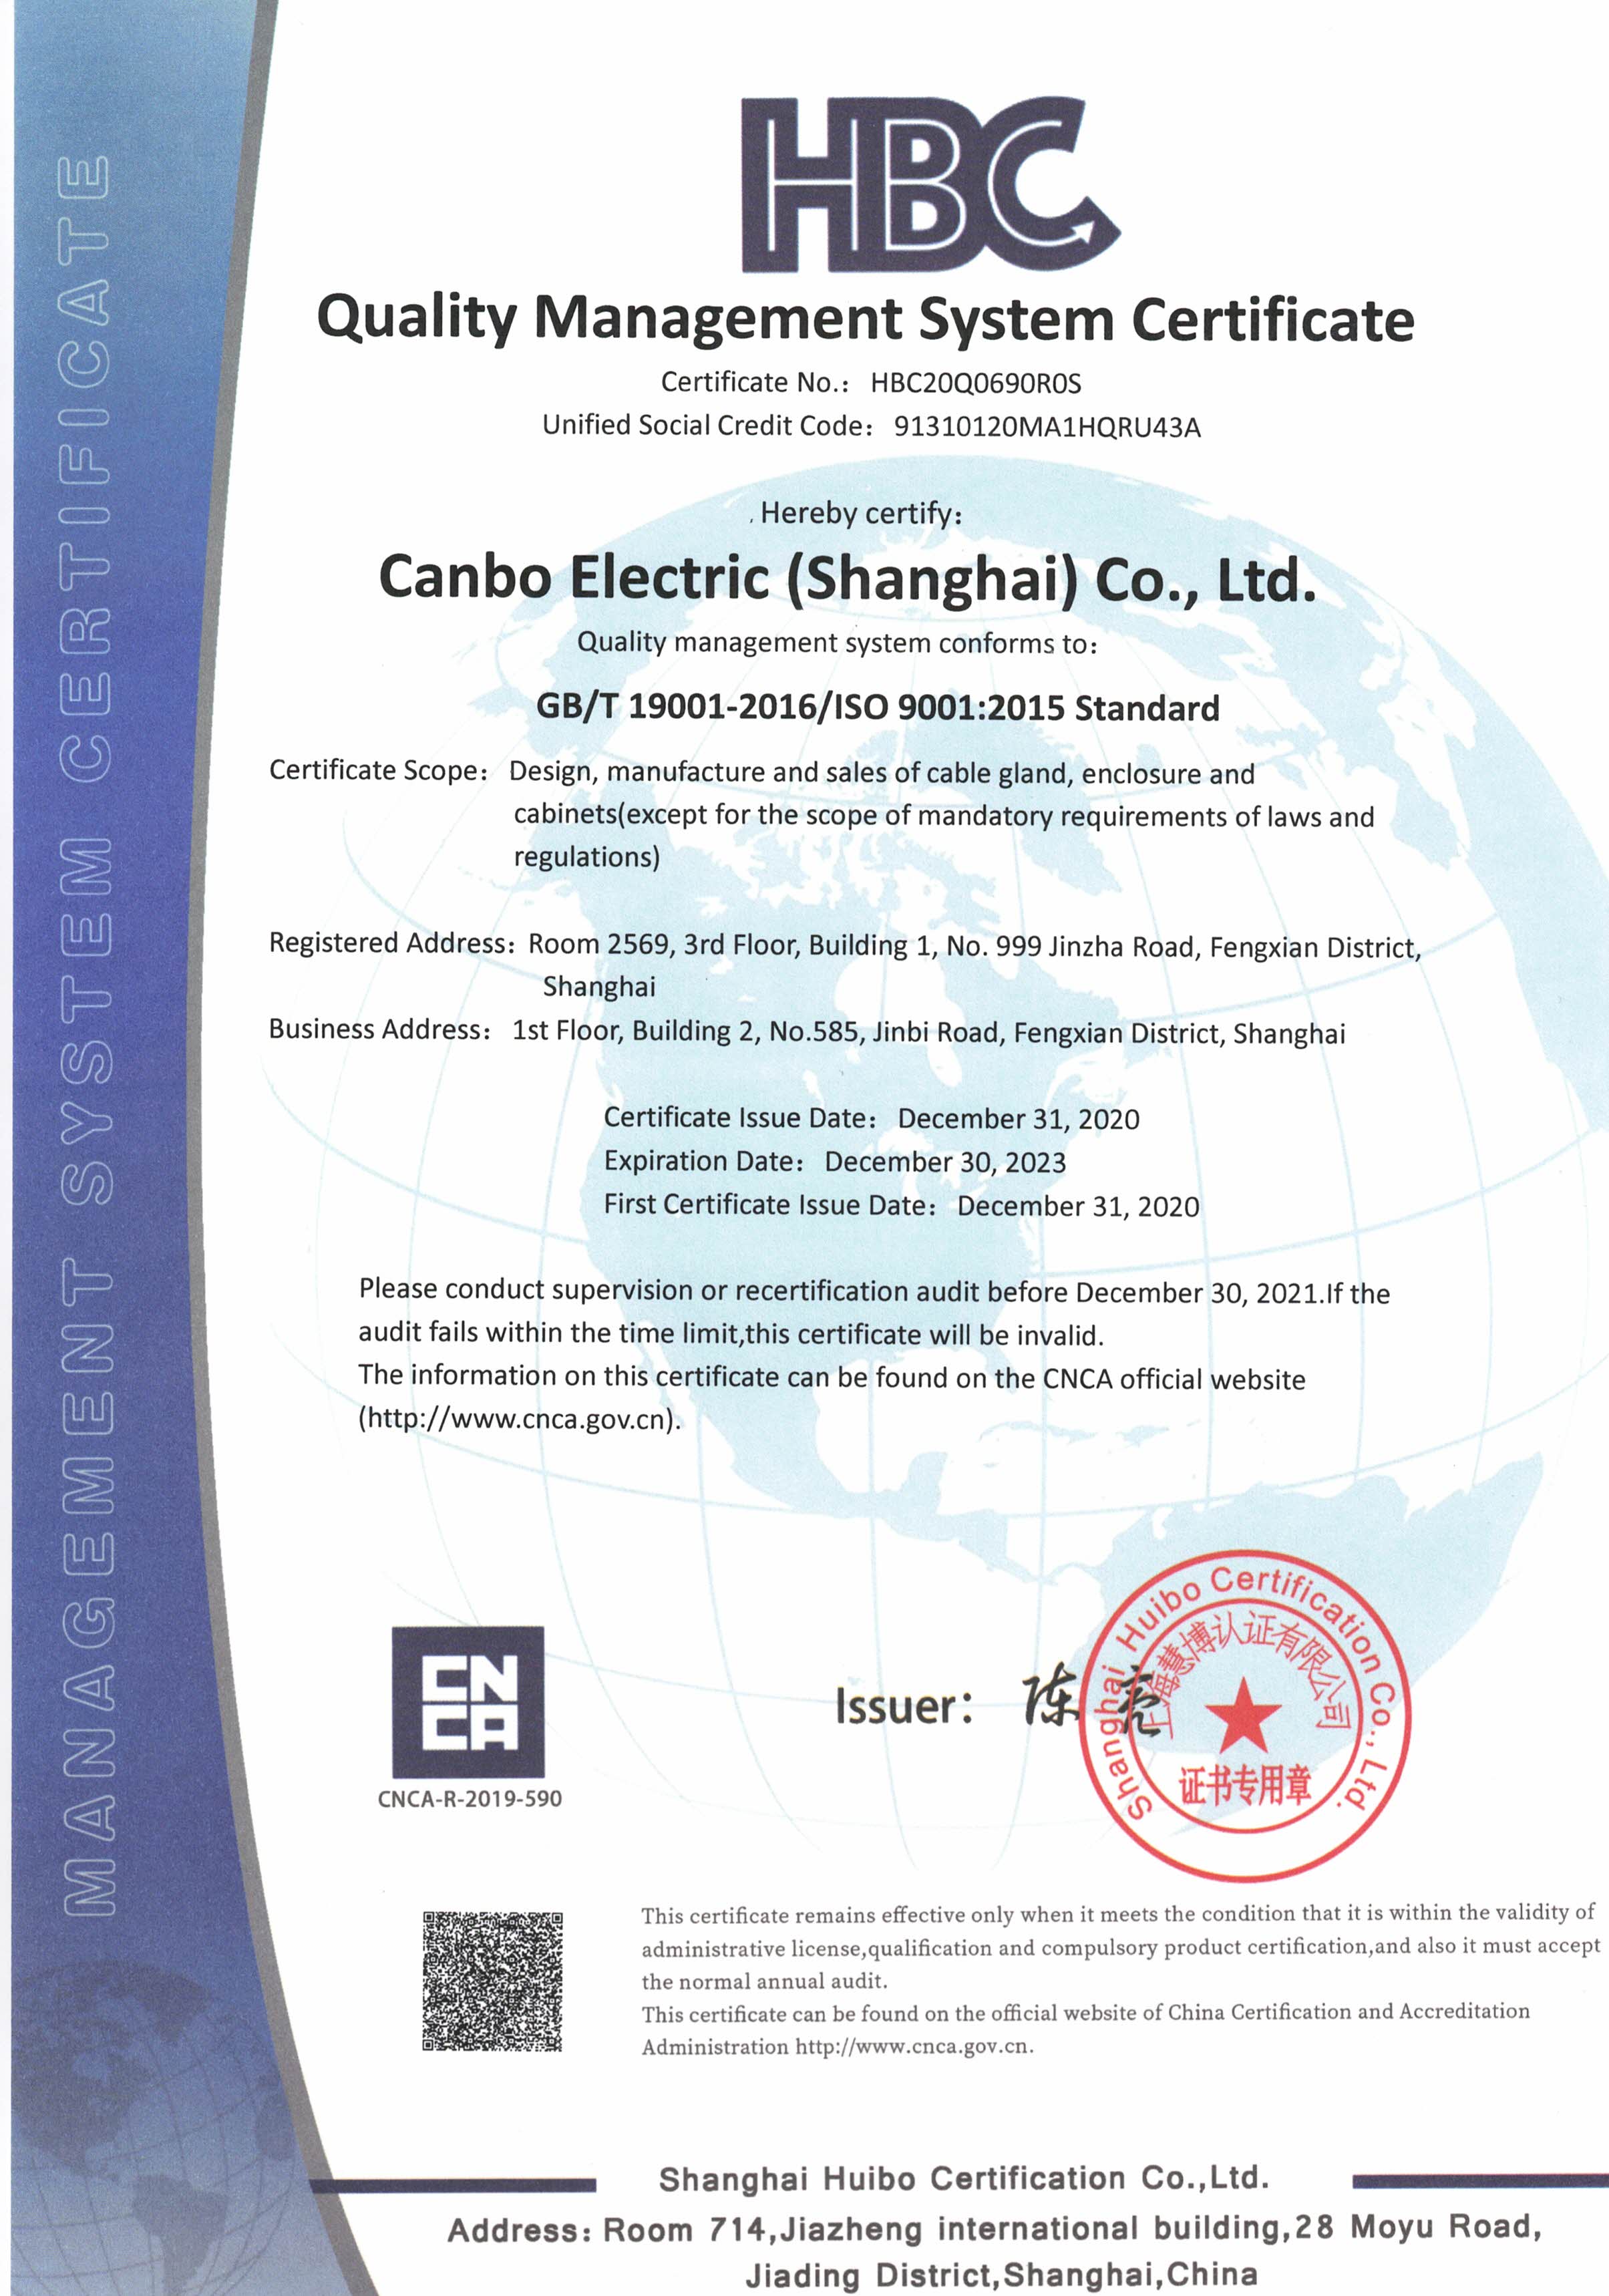 MANAGEMENT SYSTEM CERTIFICATE
HBC
Quality Management System Certificate
Certificate No.: HBC20Q0690R0S
Unified Social Credit Code: 91310120MA1HQRU43A
Hereby certify:
Canbo Electric (Shanghai) Co., Ltd.
Quality management system conforms to:
GB/T 19001-2016/ISO 9001:2015 Standard
Certificate Scope: Design, manufacture and sales of cable gland, enclosure and
cabinets(except for the scope of mandatory requirements of laws and
regulations)
Registered Address: Room 2569, 3rd Floor, Building 1, No. 999 Jinzha Road, Fengxian District,
Shanghai
Business Address: 1st Floor, Building 2, No.585, Jinbi Road, Fengxian District, Shanghai
Certificate Issue Date: December 31, 2020
Expiration Date: December 30, 2023
First Certificate Issue Date: December 31, 2020
Please conduct supervision or recertification audit before December 30, 2021.If the
audit fails within the time limit,this certificate will be invalid.
The information on this certificate can be found on the CNCA official website
(http://www.cnca.gov.cn).
CN
CA
CNCA-R-2019-590
Issuer: 陈亮
Shanghai Huibo Certification Co., Ltd.
上海慧博认证有限公司
证书专用章
This certificate remains effective only when it meets the condition that it is within the validity of
administrative license,qualification and compulsory product certification,and also it must accept
the normal annual audit.
This certificate can be found on the official website of China Certification and Accreditation
Administration http://www.cnca.gov.cn.
Shanghai Huibo Certification Co.,Ltd.
Address: Room 714,Jiazheng international building,28 Moyu Road,
Jiading District,Shanghai,China